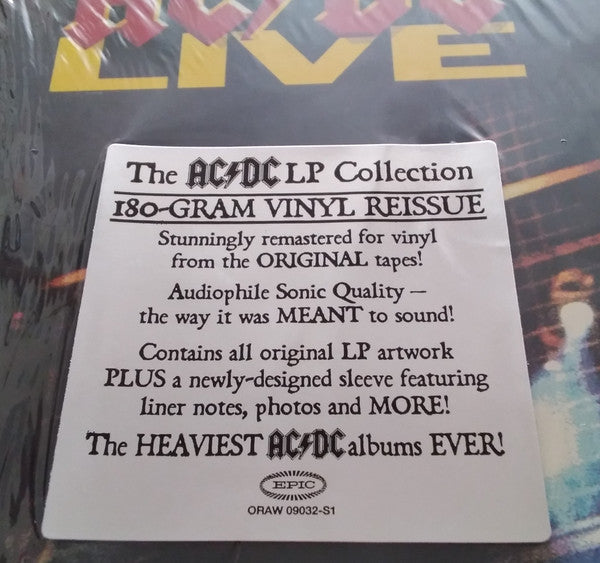 AC/DC
LIVE
The AC/DC LP Collection
180-GRAM VINYL REISSUE
Stunningly remastered for vinyl
from the ORIGINAL tapes!
Audiophile Sonic Quality –
the way it was MEANT to sound!
Contains all original LP artwork
PLUS a newly-designed sleeve featuring
liner notes, photos and MORE!
The HEAVIEST AC/DC albums EVER!
EPIC
ORAW 09032-S1